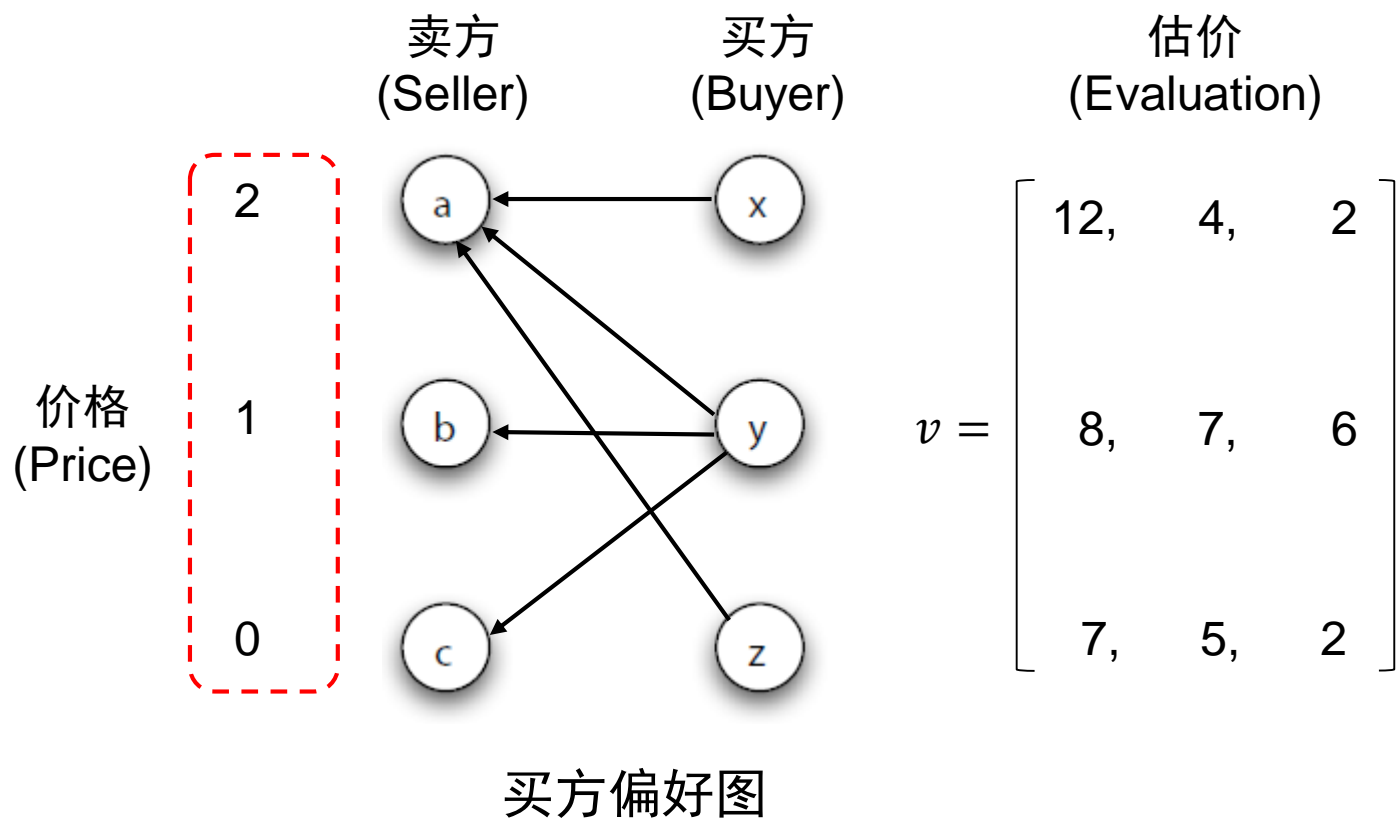 卖方
(Seller)
买方
(Buyer)
估价
(Evaluation)
价格
(Price)
2
1
0
a
b
c
x
y
z
v =
12, 4, 2
8, 7, 6
7, 5, 2
买方偏好图